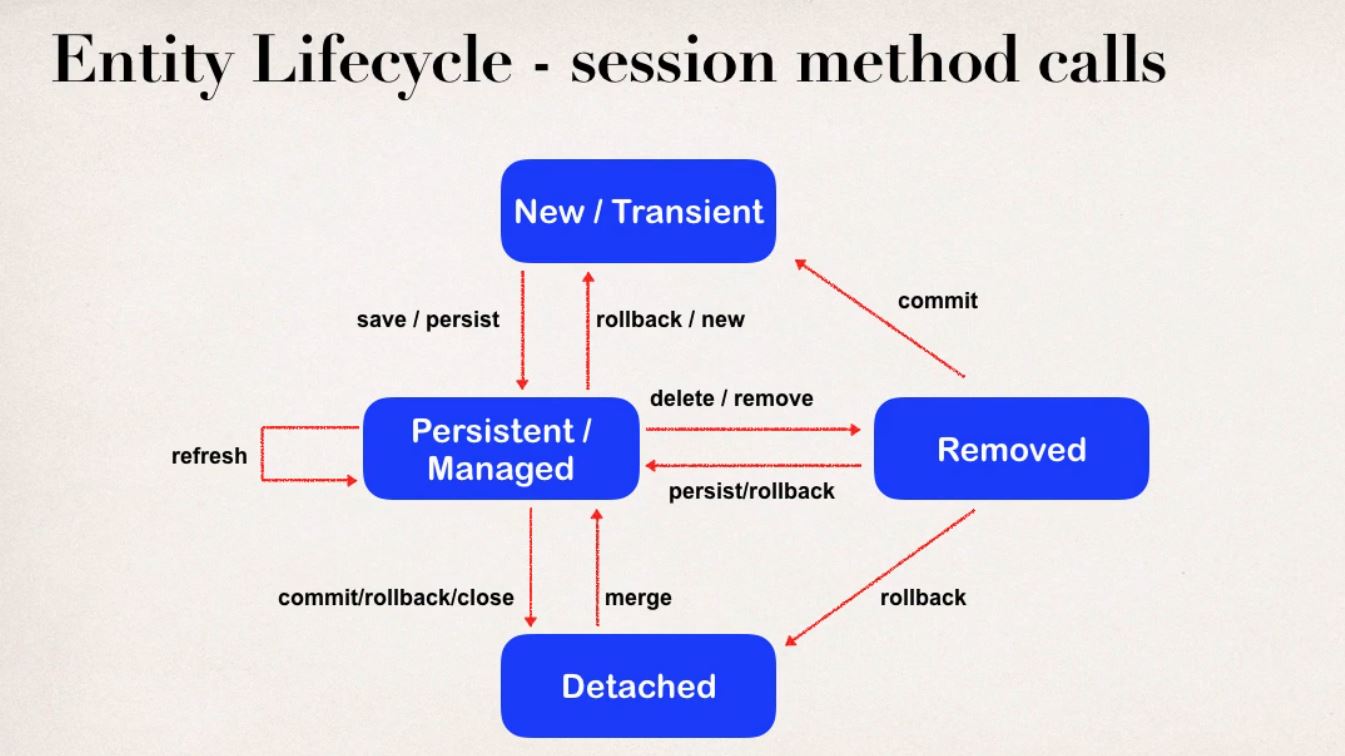 Entity Lifecycle - session method calls
New / Transient
commit
save / persist
rollback / new
delete / remove
Persistent /
Managed
Removed
refresh
persist/rollback
commit/rollback/close
merge
rollback
Detached